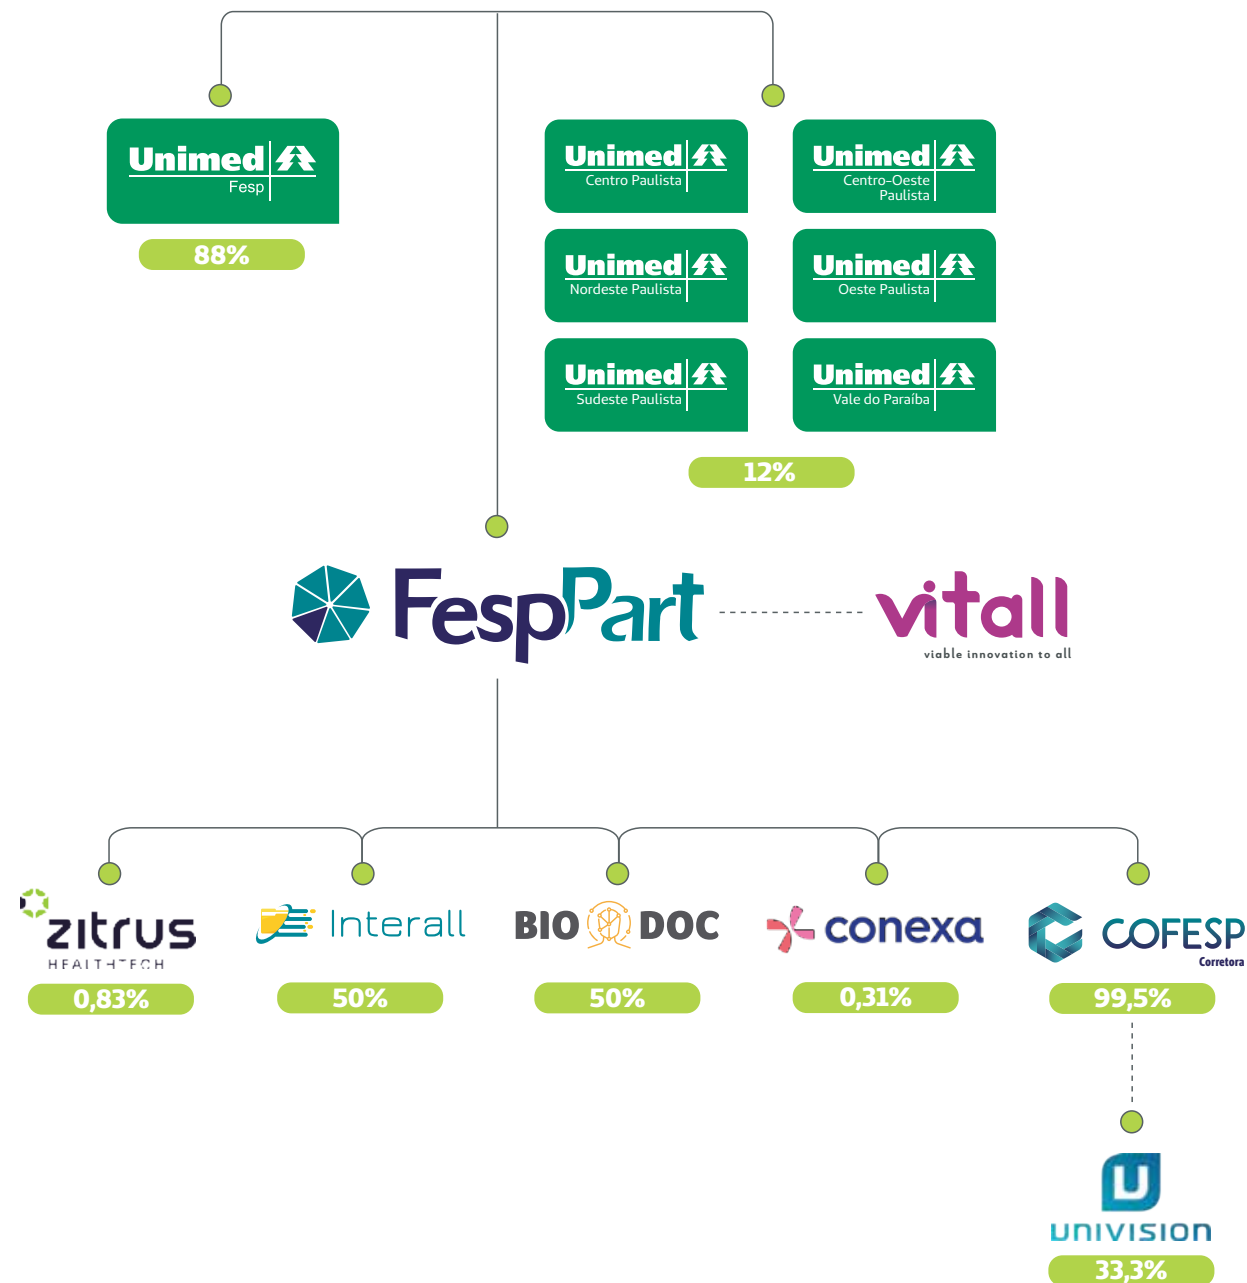 Unimed
Fesp
88%
Unimed
Centro Paulista
Unimed
Centro-Oeste
Paulista
Unimed
Nordeste Paulista
Unimed
Oeste Paulista
Unimed
Sudeste Paulista
Unimed
Vale do Paraíba
12%
FespPart
vitall
viable innovation to all
zitrus
HEALTHTECH
0,83%
Interall
50%
BIO DOC
50%
conexa
0,31%
COFESP
Corretora
99,5%
U
UNIVISION
33,3%